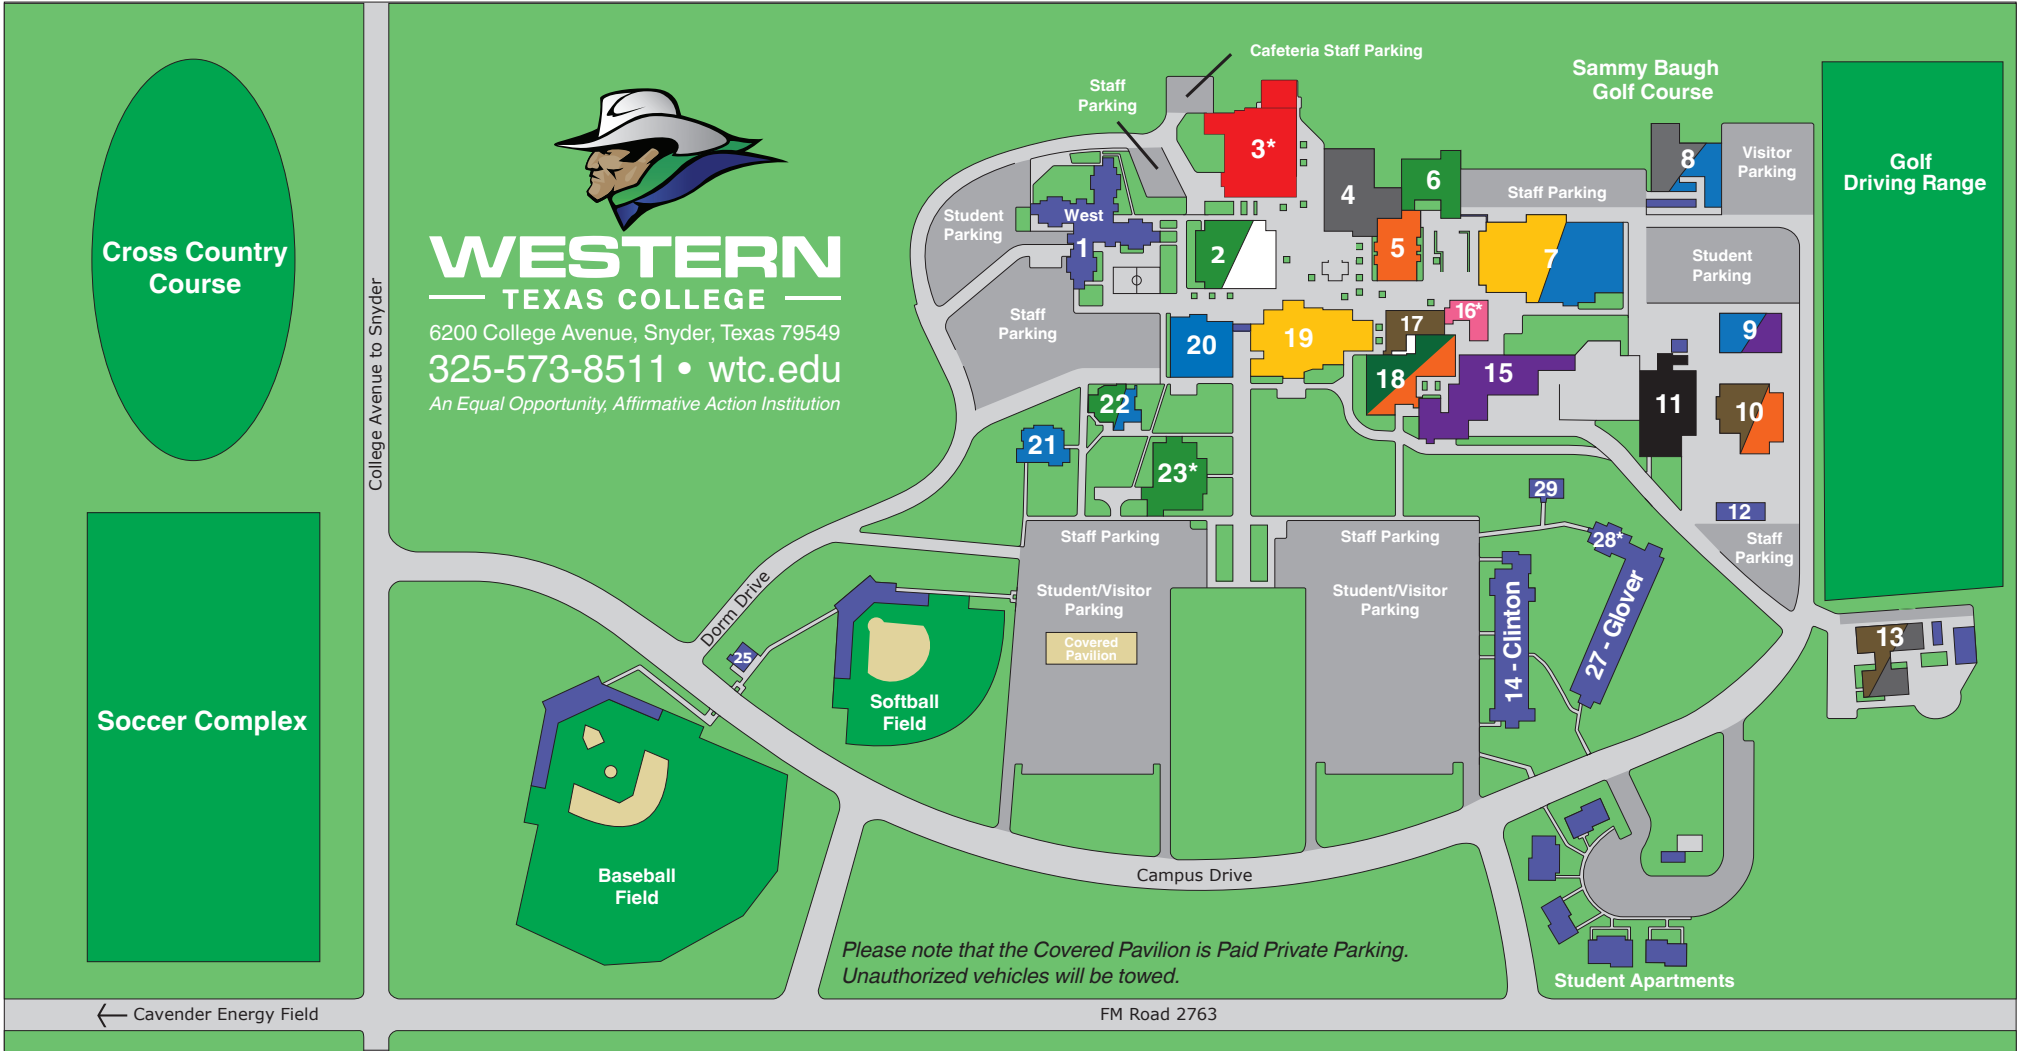 Cafeteria Staff Parking
Staff
Parking
Sammy Baugh
Golf Course
3*
4
6
8
Visitor
Parking
Staff Parking
Golf
Driving Range
Student
Parking
West
1
2
5
7
Student
Parking
Cross Country
Course
WESTERN
TEXAS COLLEGE
6200 College Avenue, Snyder, Texas 79549
325-573-8511 • wtc.edu
An Equal Opportunity, Affirmative Action Institution
College Avenue to Snyder
Staff
Parking
20
19
17
16*
9
18
15
11
10
22
21
23*
29
12
28*
Staff
Parking
Staff Parking
Staff Parking
Student/Visitor
Parking
Student/Visitor
Parking
Covered
Pavilion
14 - Clinton
27 - Glover
13
Dorm Drive
25
Softball
Field
Soccer Complex
Baseball
Field
Campus Drive
Please note that the Covered Pavilion is Paid Private Parking.
Unauthorized vehicles will be towed.
Student Apartments
← Cavender Energy Field
FM Road 2763